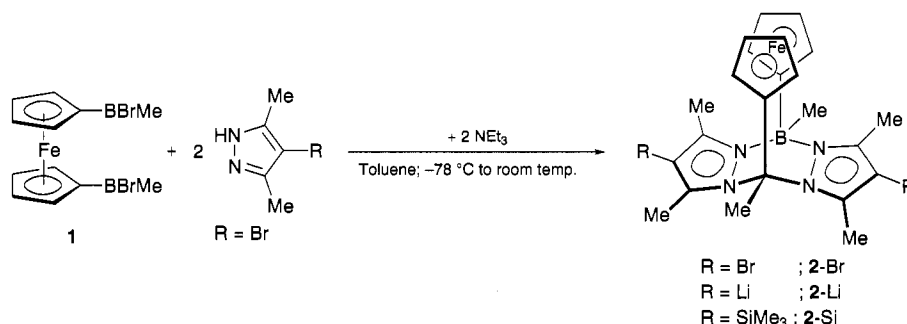 BBrMe
Fe
BBrMe
1
+ 2
Me
HN
N
Br
Me
R = Br
+ 2 NEt₃
Toluene; –78 °C to room temp.
Fe
Me
Me
Me
R
B
N
N
N
N
R
Me
Me
Me
R = Br ; 2-Br
R = Li ; 2-Li
R = SiMe₃ ; 2-Si